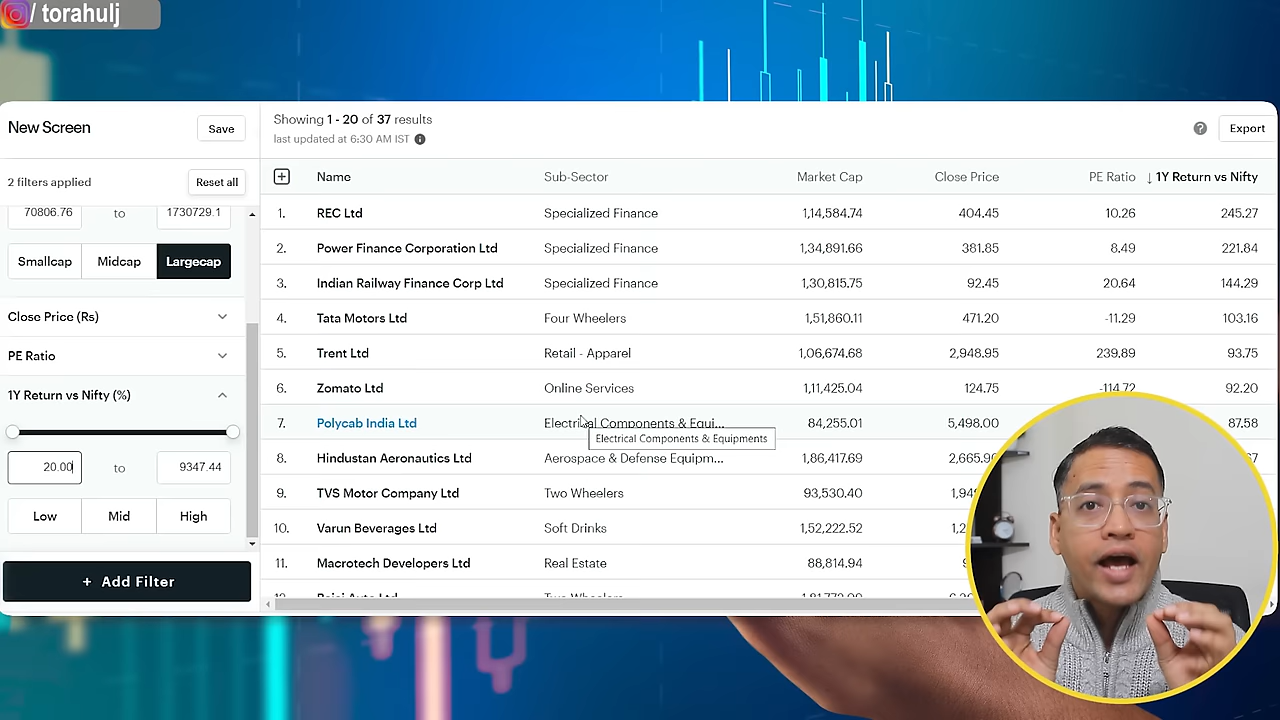 / torahulj
New Screen
Save
Showing 1 - 20 of 37 results
last updated at 6:30 AM IST
Export
2 filters applied
Reset all
Name Sub-Sector Market Cap Close Price PE Ratio ↓ 1Y Return vs Nifty
70806.76 to 1730729.1
Smallcap Midcap Largecap
Close Price (Rs)
PE Ratio
1Y Return vs Nifty (%)
20.00 to 9347.44
Low Mid High
+ Add Filter
1. REC Ltd Specialized Finance 1,14,584.74 404.45 10.26 245.27
2. Power Finance Corporation Ltd Specialized Finance 1,34,891.66 381.85 8.49 221.84
3. Indian Railway Finance Corp Ltd Specialized Finance 1,30,815.75 92.45 20.64 144.29
4. Tata Motors Ltd Four Wheelers 1,51,860.11 471.20 -11.29 103.16
5. Trent Ltd Retail - Apparel 1,06,674.68 2,948.95 239.89 93.75
6. Zomato Ltd Online Services 1,11,425.04 124.75 -114.72 92.20
7. Polycab India Ltd Electrical Components & Equi... 84,255.01 5,498.00 87.58
Electrical Components & Equipments
8. Hindustan Aeronautics Ltd Aerospace & Defense Equipm... 1,86,417.69
9. TVS Motor Company Ltd Two Wheelers 93,530.40
10. Varun Beverages Ltd Soft Drinks 1,52,222.52
11. Macrotech Developers Ltd Real Estate 88,814.94
12. Bajaj Auto Ltd Two Wheelers